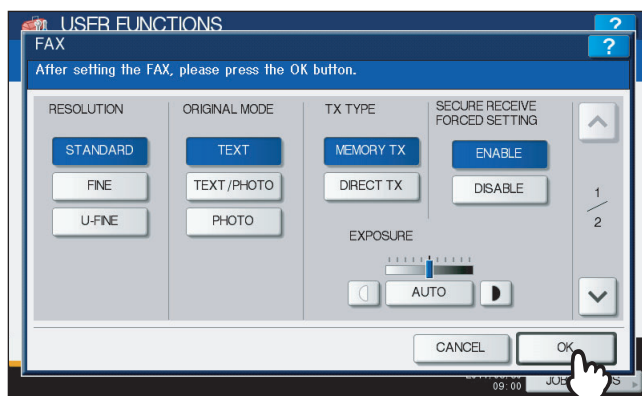 USER FUNCTIONS
?
FAX
?
After setting the FAX, please press the OK button.
RESOLUTION
ORIGINAL MODE
TX TYPE
SECURE RECEIVE
FORCED SETTING
STANDARD
TEXT
MEMORY TX
ENABLE
FINE
TEXT/PHOTO
DIRECT TX
DISABLE
1
2
U-FINE
PHOTO
EXPOSURE
AUTO
CANCEL
OK
09:00